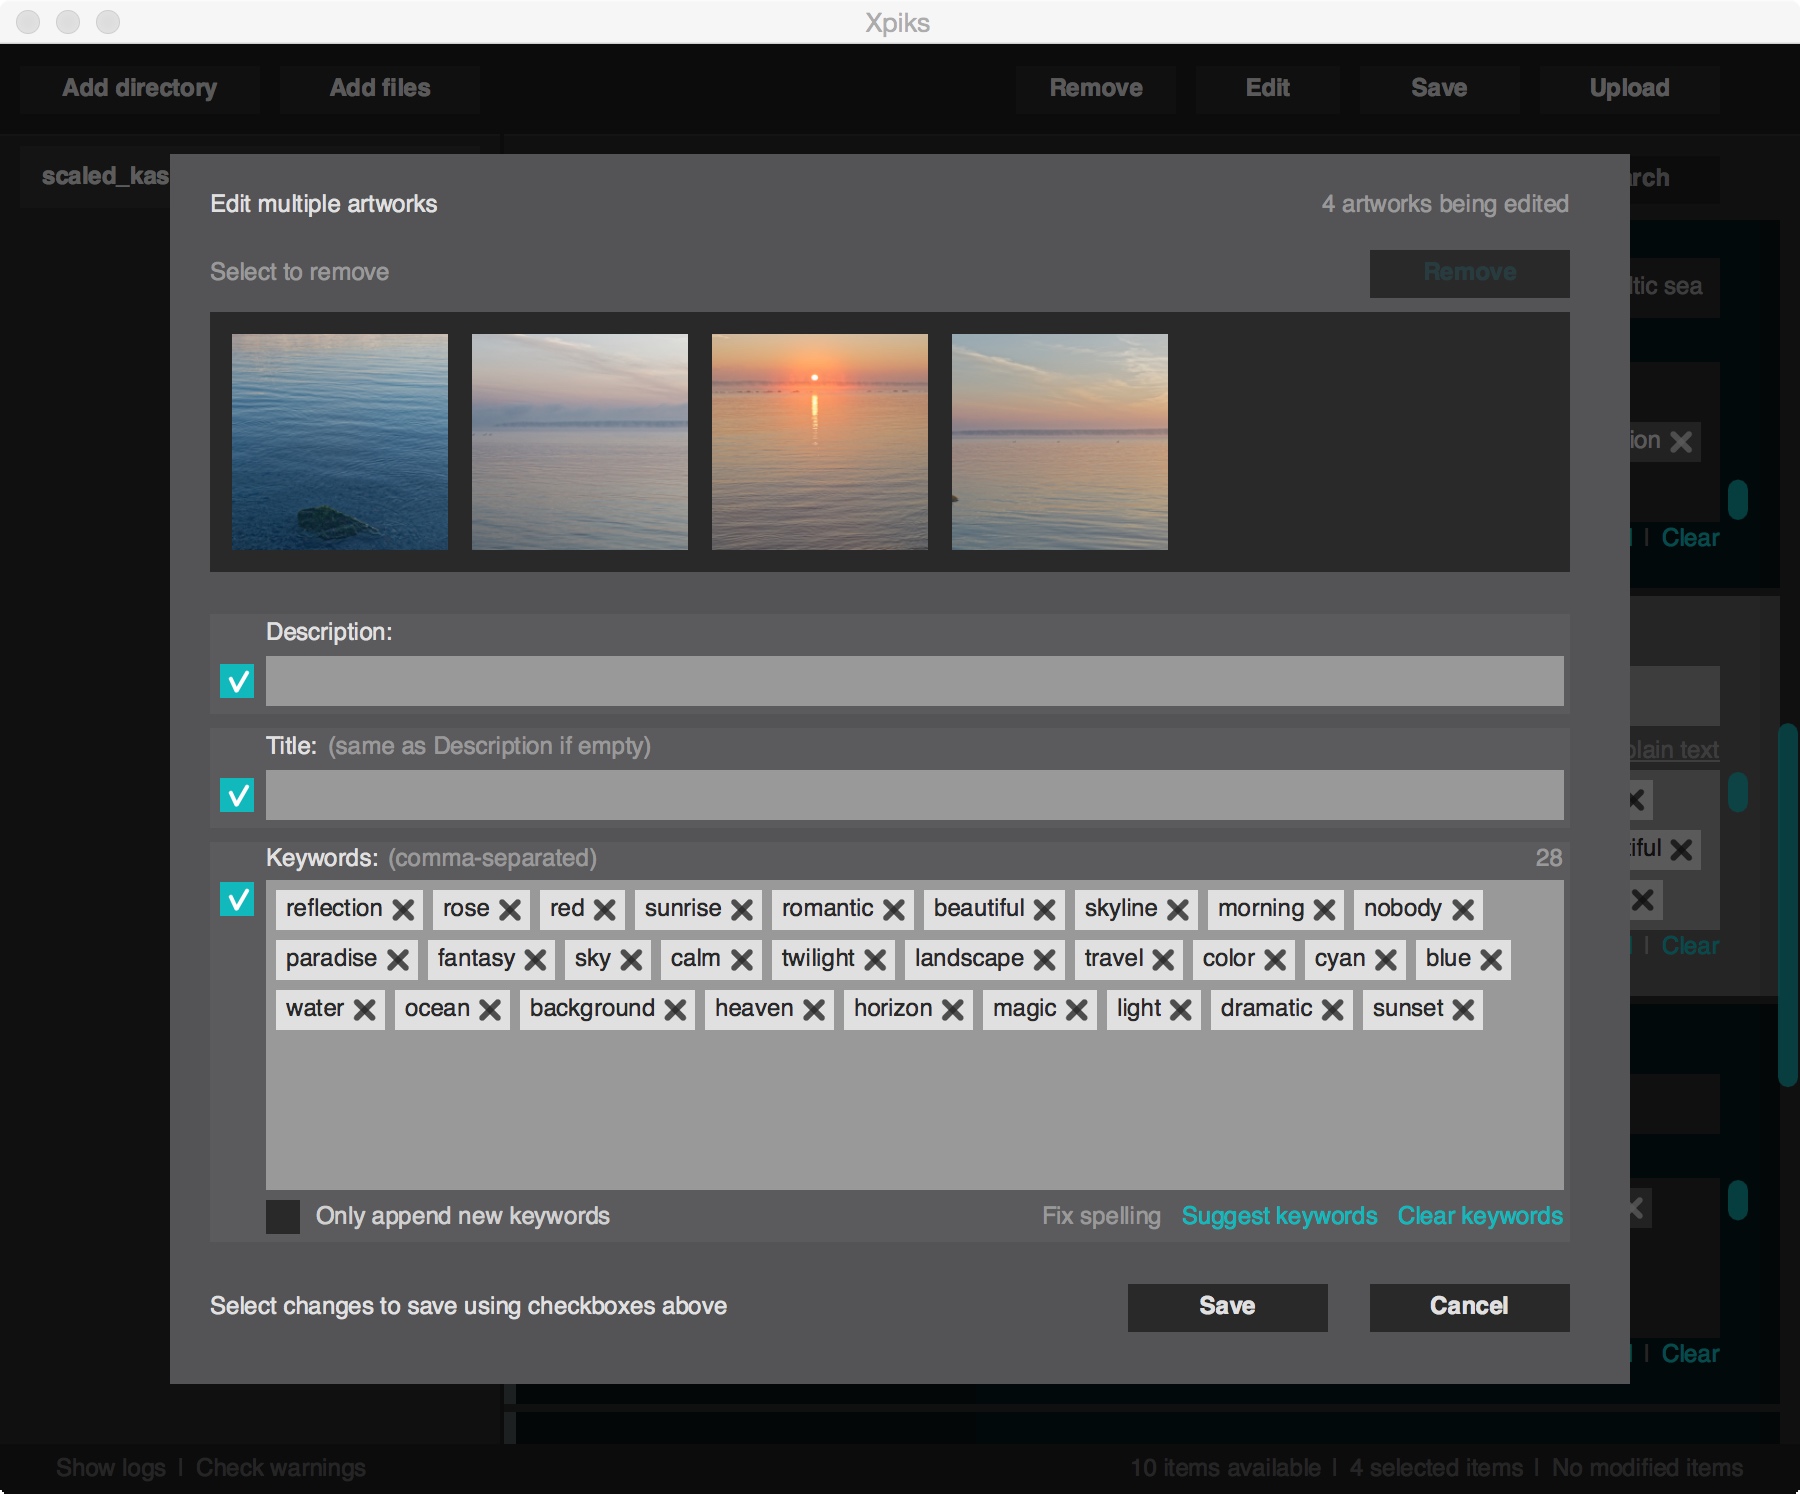 Xpiks
Add directory Add files Remove Edit Save Upload
scaled_kas rch
Edit multiple artworks 4 artworks being edited
Select to remove Remove
ltic sea
ion
Clear
Description:
Title: (same as Description if empty)
plain text
Keywords: (comma-separated) 28
reflection rose red sunrise romantic beautiful skyline morning nobody
iful
paradise fantasy sky calm twilight landscape travel color cyan blue
Clear
water ocean background heaven horizon magic light dramatic sunset
Only append new keywords Fix spelling Suggest keywords Clear keywords
Select changes to save using checkboxes above Save Cancel
Clear
Show logs | Check warnings 10 items available | 4 selected items | No modified items